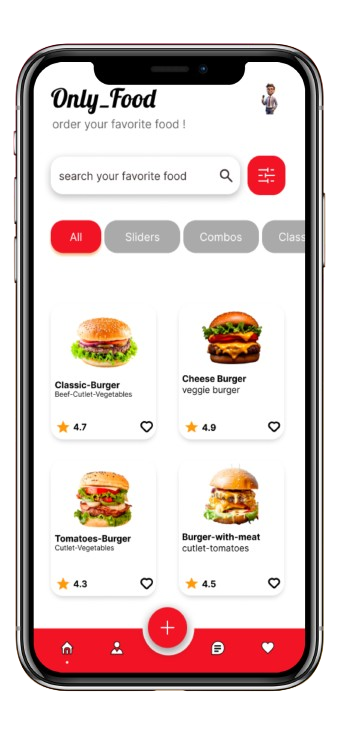 Only_Food
order your favorite food !
search your favorite food
All Sliders Combos Class
Classic-Burger
Beef-Cutlet-Vegetables
4.7
Cheese Burger
veggie burger
4.9
Tomatoes-Burger
Cutlet-Vegetables
4.3
Burger-with-meat
cutlet-tomatoes
4.5